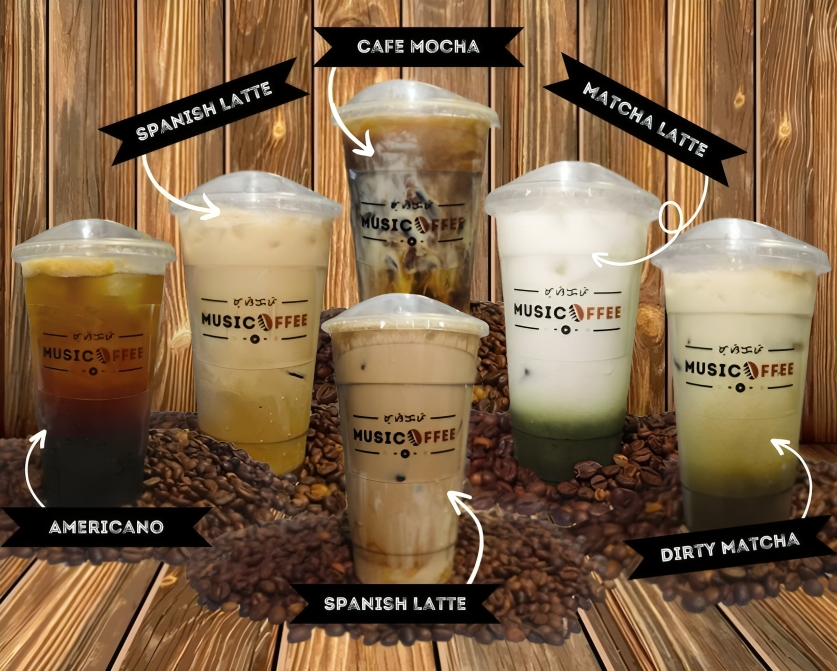 CAFE MOCHA
SPANISH LATTE
MATCHA LATTE
MUSICOFFEE
MUSICOFFEE
MUSICOFFEE
MUSICOFFEE
MUSICOFFEE
MUSICOFFEE
AMERICANO
DIRTY MATCHA
SPANISH LATTE